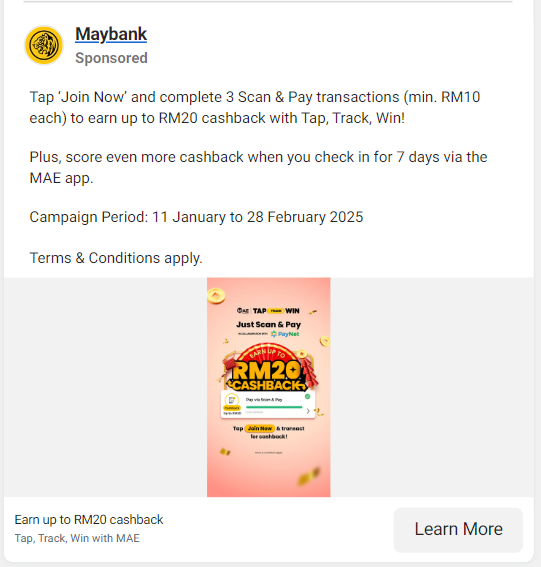 Maybank
Sponsored
Tap ‘Join Now’ and complete 3 Scan & Pay transactions (min. RM10
each) to earn up to RM20 cashback with Tap, Track, Win!
Plus, score even more cashback when you check in for 7 days via the
MAE app.
Campaign Period: 11 January to 28 February 2025
Terms & Conditions apply.
MAE TAP TRACK WIN
Just Scan & Pay
IN COLLABORATION WITH PayNet
EARN UP TO
RM20
CASHBACK
Pay via Scan & Pay
Tap Join Now & transact
for cashback!
Earn up to RM20 cashback
Tap, Track, Win with MAE
Learn More